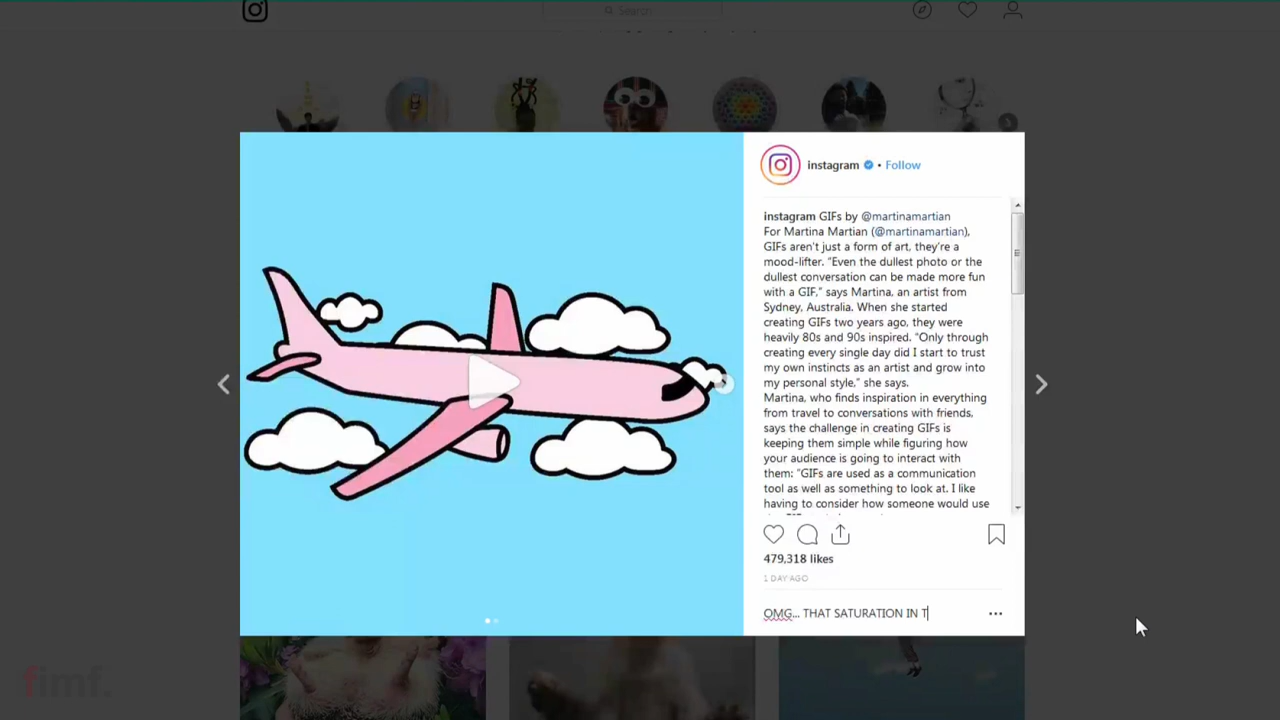 Search
instagram • Follow
instagram GIFs by @martinamartian
For Martina Martian (@martinamartian),
GIFs aren't just a form of art, they're a
mood-lifter. "Even the dullest photo or the
dullest conversation can be made more fun
with a GIF," says Martina, an artist from
Sydney, Australia. When she started
creating GIFs two years ago, they were
heavily 80s and 90s inspired. "Only through
creating every single day did I start to trust
my own instincts as an artist and grow into
my personal style," she says.
Martina, who finds inspiration in everything
from travel to conversations with friends,
says the challenge in creating GIFs is
keeping them simple while figuring how
your audience is going to interact with
them: "GIFs are used as a communication
tool as well as something to look at. I like
having to consider how someone would use
479,318 likes
1 DAY AGO
OMG... THAT SATURATION IN T
fimf.